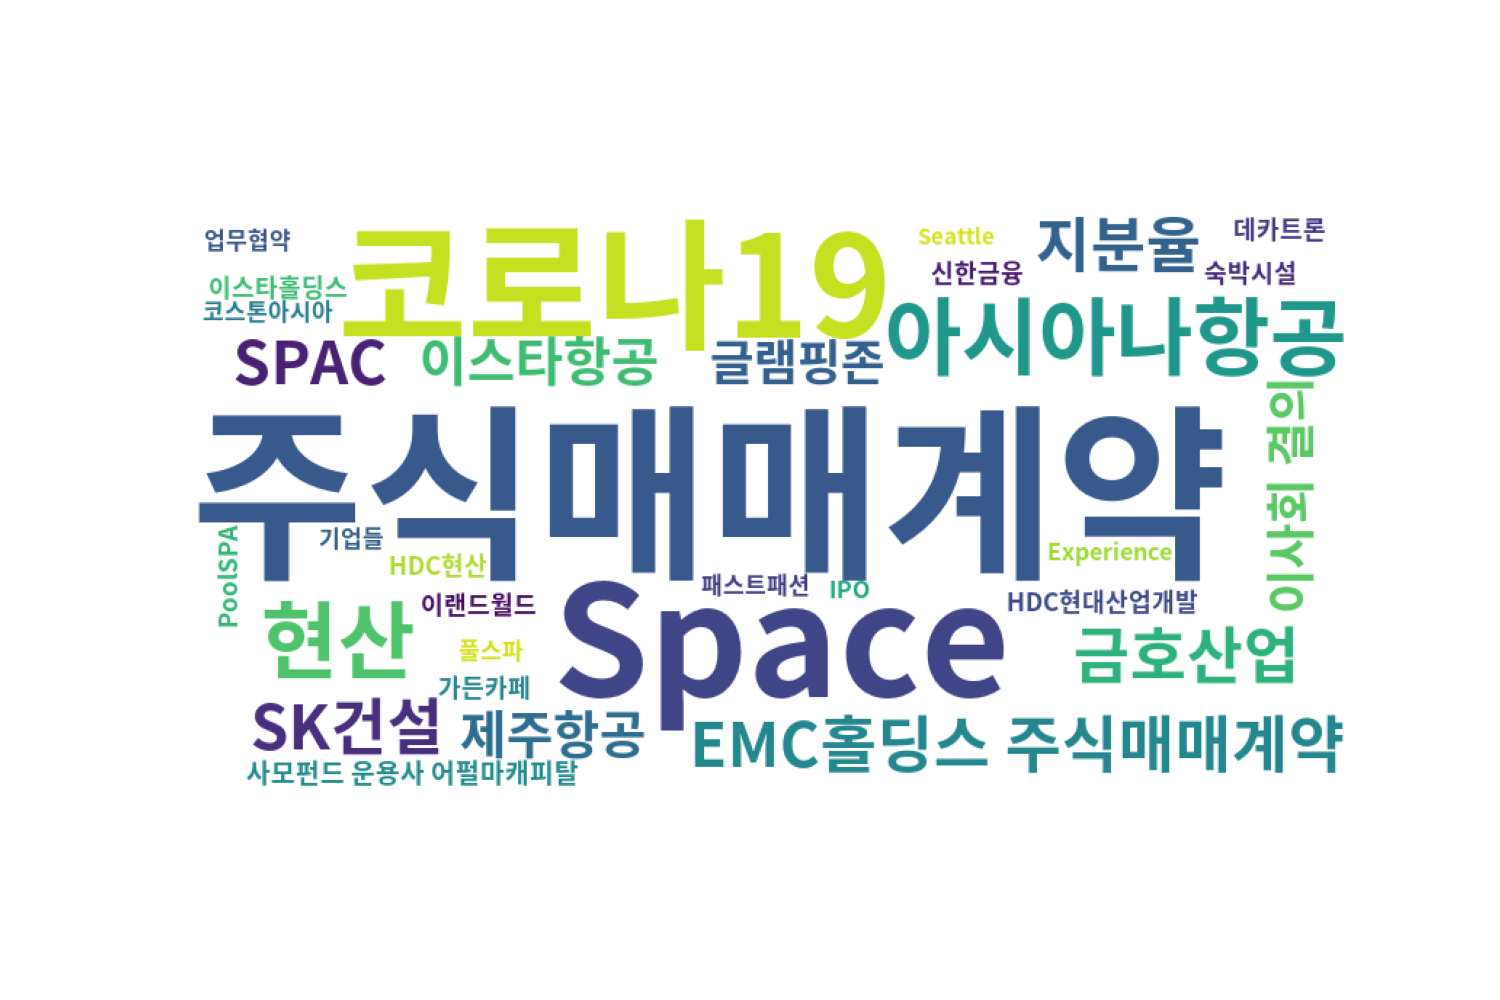 업무협약
코로나19
Seattle
지분율
데카트론
이스타홀딩스
신한금융
숙박시설
코스톤아시아
아시아나항공
SPAC
이스타항공
글램핑존
이사회 결의
주식매매계약
PoolSPA
기업들
HDC현산
Experience
이랜드월드
패스트패션
IPO
HDC현대산업개발
현산
Space
금호산업
풀스파
가든카페
SK건설
제주항공
EMC홀딩스 주식매매계약
사모펀드 운용사 어펄마캐피탈